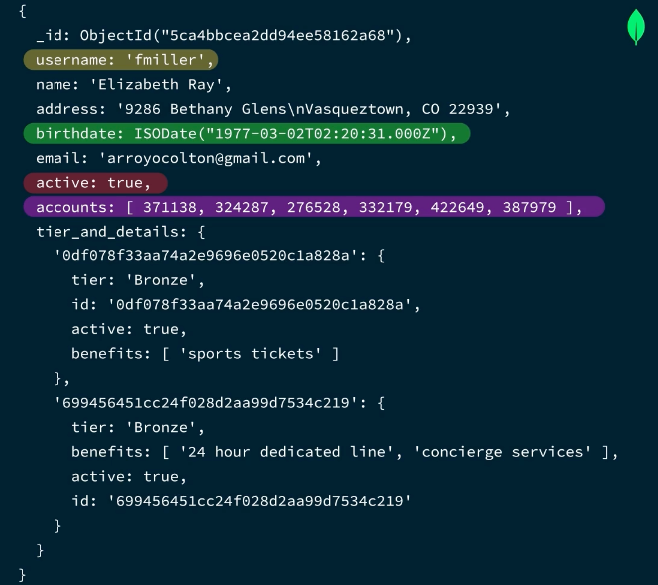 {
_id: ObjectId("5ca4bbcea2dd94ee58162a68"),
username: 'fmiller',
name: 'Elizabeth Ray',
address: '9286 Bethany Glens\nVasqueztown, CO 22939',
birthdate: ISODate("1977-03-02T02:20:31.000Z"),
email: 'arroyocolton@gmail.com',
active: true,
accounts: [ 371138, 324287, 276528, 332179, 422649, 387979 ],
tier_and_details: {
'0df078f33aa74a2e9696e0520c1a828a': {
tier: 'Bronze',
id: '0df078f33aa74a2e9696e0520c1a828a',
active: true,
benefits: [ 'sports tickets' ]
},
'699456451cc24f028d2aa99d7534c219': {
tier: 'Bronze',
benefits: [ '24 hour dedicated line', 'concierge services' ],
active: true,
id: '699456451cc24f028d2aa99d7534c219'
}
}
}